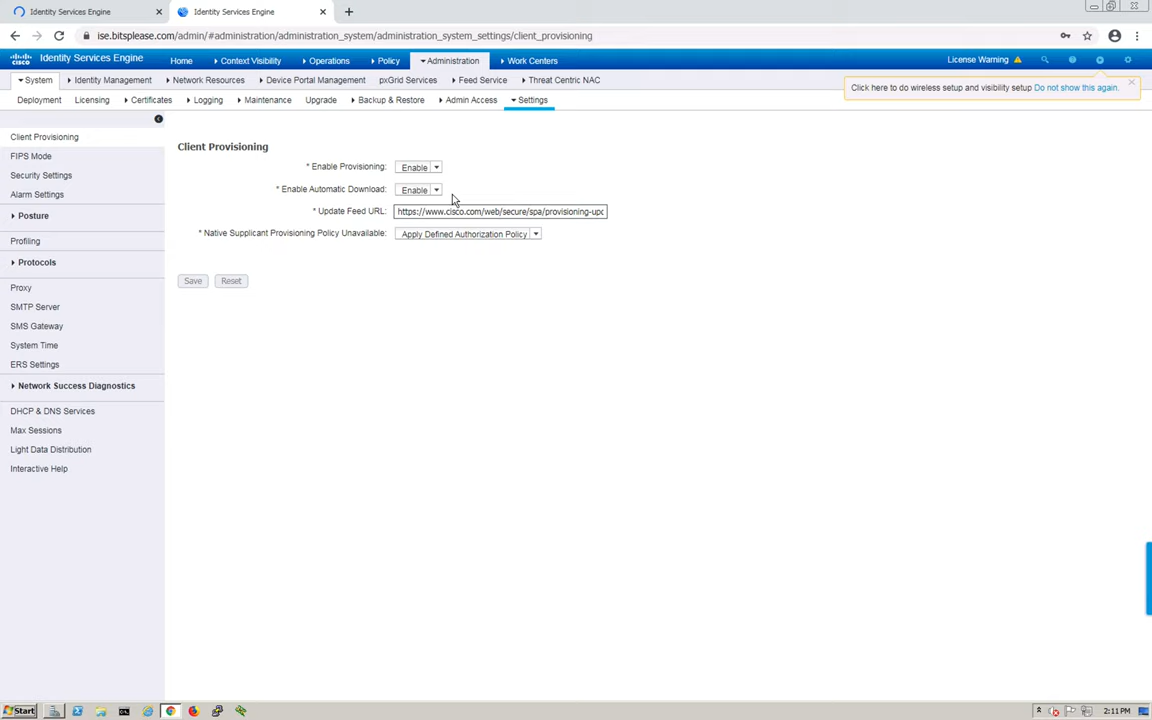 Identity Services Engine
Identity Services Engine
ise.bitsplease.com/admin/#administration/administration_system/administration_system_settings/client_provisioning
CISCO Identity Services Engine Home Context Visibility Operations Policy Administration Work Centers License Warning
System Identity Management Network Resources Device Portal Management pxGrid Services Feed Service Threat Centric NAC
Click here to do wireless setup and visibility setup Do not show this again.
Deployment Licensing Certificates Logging Maintenance Upgrade Backup & Restore Admin Access Settings
Client Provisioning
FIPS Mode
Security Settings
Alarm Settings
Posture
Profiling
Protocols
Proxy
SMTP Server
SMS Gateway
System Time
ERS Settings
Network Success Diagnostics
DHCP & DNS Services
Max Sessions
Light Data Distribution
Interactive Help
Client Provisioning
* Enable Provisioning: Enable
* Enable Automatic Download: Enable
* Update Feed URL: https://www.cisco.com/web/secure/spa/provisioning-upd
* Native Supplicant Provisioning Policy Unavailable: Apply Defined Authorization Policy
Save Reset
Start
2:11 PM